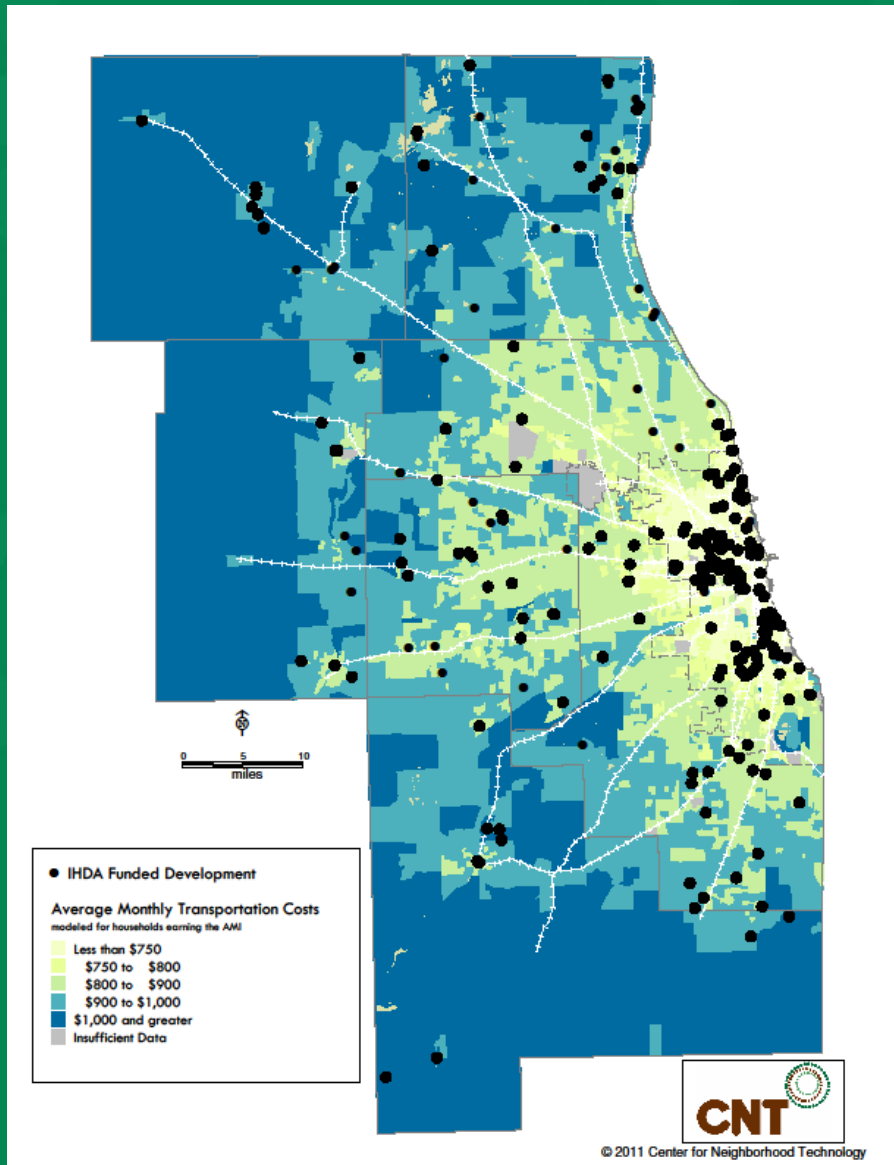 0 5 10
miles
IHDA Funded Development
Average Monthly Transportation Costs
modeled for households earning the AMI
Less than $750
$750 to $800
$800 to $900
$900 to $1,000
$1,000 and greater
Insufficient Data
CNT
© 2011 Center for Neighborhood Technology